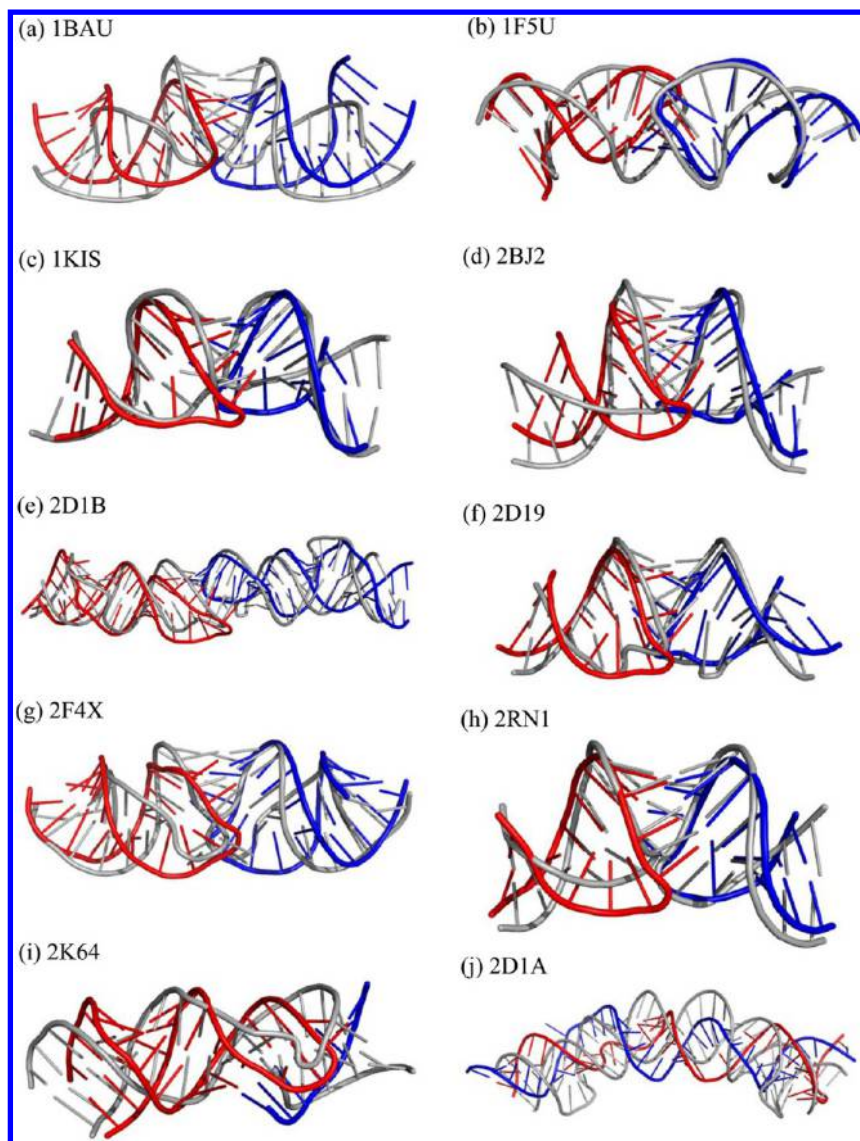 (a) 1BAU
(b) 1F5U
(c) 1KIS
(d) 2BJ2
(e) 2D1B
(f) 2D19
(g) 2F4X
(h) 2RN1
(i) 2K64
(j) 2D1A